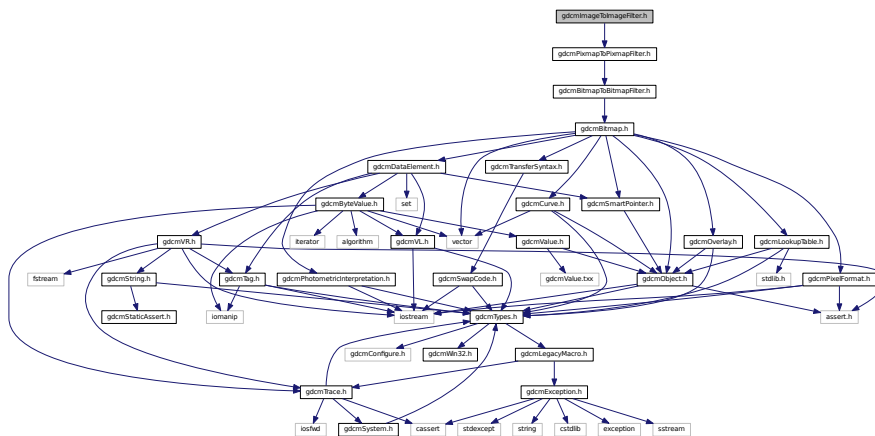 gdcmImageToImageFilter.h
gdcmPixmapToPixmapFilter.h
gdcmBitmapToBitmapFilter.h
gdcmBitmap.h
gdcmDataElement.h
gdcmTransferSyntax.h
gdcmByteValue.h
set
gdcmCurve.h
gdcmSmartPointer.h
gdcmVR.h
iterator
algorithm
gdcmVL.h
vector
gdcmValue.h
gdcmOverlay.h
gdcmLookupTable.h
fstream
gdcmString.h
gdcmTag.h
gdcmPhotometricInterpretation.h
gdcmSwapCode.h
gdcmValue.txx
gdcmObject.h
stdlib.h
gdcmPixelFormat.h
gdcmStaticAssert.h
iomanip
iostream
gdcmTypes.h
assert.h
gdcmConfigure.h
gdcmWin32.h
gdcmLegacyMacro.h
gdcmTrace.h
gdcmException.h
iosfwd
gdcmSystem.h
cassert
stdexcept
string
cstdlib
exception
sstream